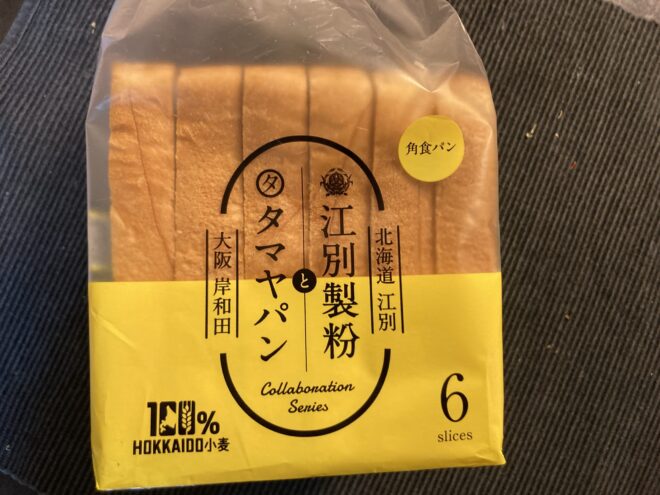 角食パン
北海道 江別
江別製粉
と
タ
タマヤパン
大阪 岸和田
Collaboration
Series
100%
HOKKAIDO小麦
6
slices